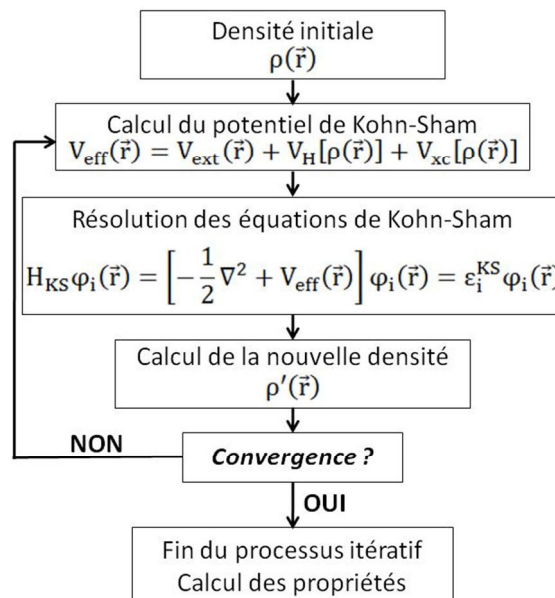 Densité initiale
ρ(r⃗)
Calcul du potentiel de Kohn-Sham
V_eff(r⃗) = V_ext(r⃗) + V_H[ρ(r⃗)] + V_xc[ρ(r⃗)]
Résolution des équations de Kohn-Sham
H_KS φ_i(r⃗) = [−1/2 ∇² + V_eff(r⃗)] φ_i(r⃗) = ε_i^KS φ_i(r⃗)
Calcul de la nouvelle densité
ρ′(r⃗)
NON
Convergence ?
OUI
Fin du processus itératif
Calcul des propriétés